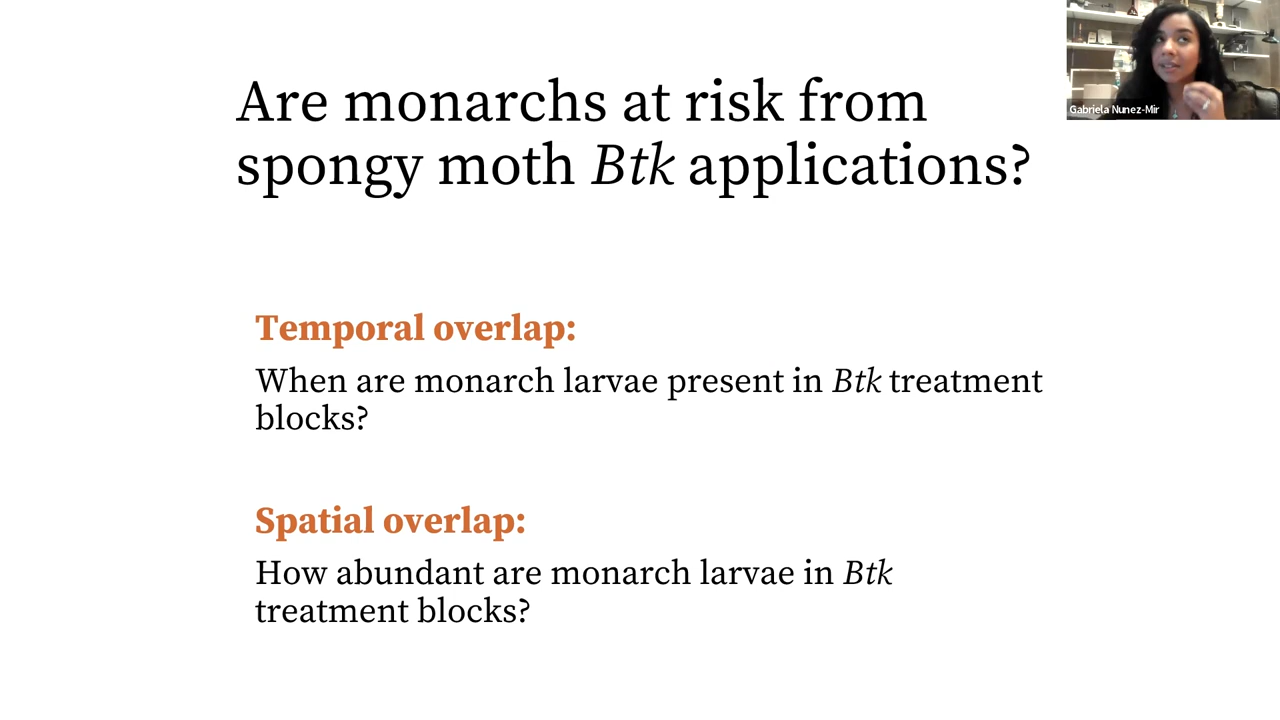 Are monarchs at risk from
spongy moth Btk applications?
Gabriela Nunez-Mir
Temporal overlap:
When are monarch larvae present in Btk treatment
blocks?
Spatial overlap:
How abundant are monarch larvae in Btk
treatment blocks?